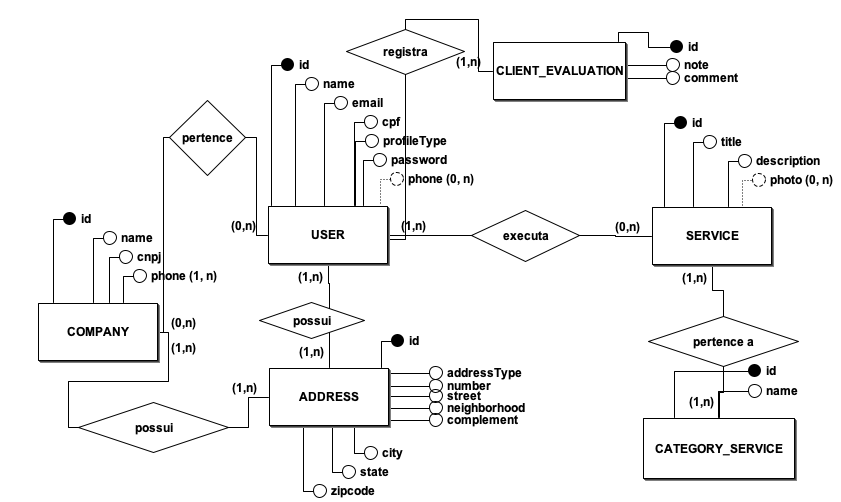 registra
(1,n)
CLIENT_EVALUATION
id
note
comment
id
name
email
cpf
profileType
password
phone (0, n)
pertence
(0,n)
USER
(1,n)
executa
(0,n)
SERVICE
id
title
description
photo (0, n)
(1,n)
id
name
cnpj
phone (1, n)
COMPANY
(0,n)
(1,n)
(1,n)
possui
(1,n)
pertence a
id
name
(1,n)
CATEGORY_SERVICE
possui
(1,n)
ADDRESS
id
addressType
number
street
neighborhood
complement
city
state
zipcode